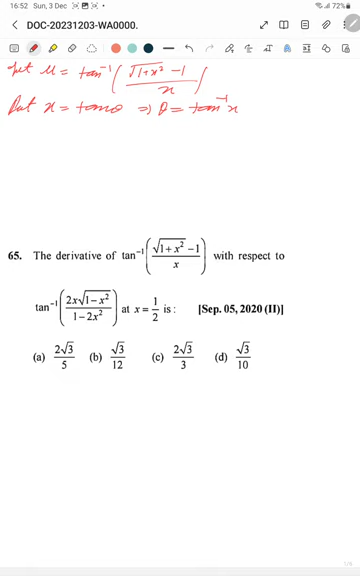 16:52 Sun, 3 Dec
72%
DOC-20231203-WA0000.
Let u = tan⁻¹ ( (√(1+x²) - 1) / x )
Put x = tanθ ⇒ θ = tan⁻¹ x
65. The derivative of tan⁻¹ ( (√(1+x²) −1) / x ) with respect to
tan⁻¹ ( (2x√(1−x²)) / (1−2x²) ) at x = 1/2 is : [Sep. 05, 2020 (II)]
(a) 2√3/5 (b) √3/12 (c) 2√3/3 (d) √3/10